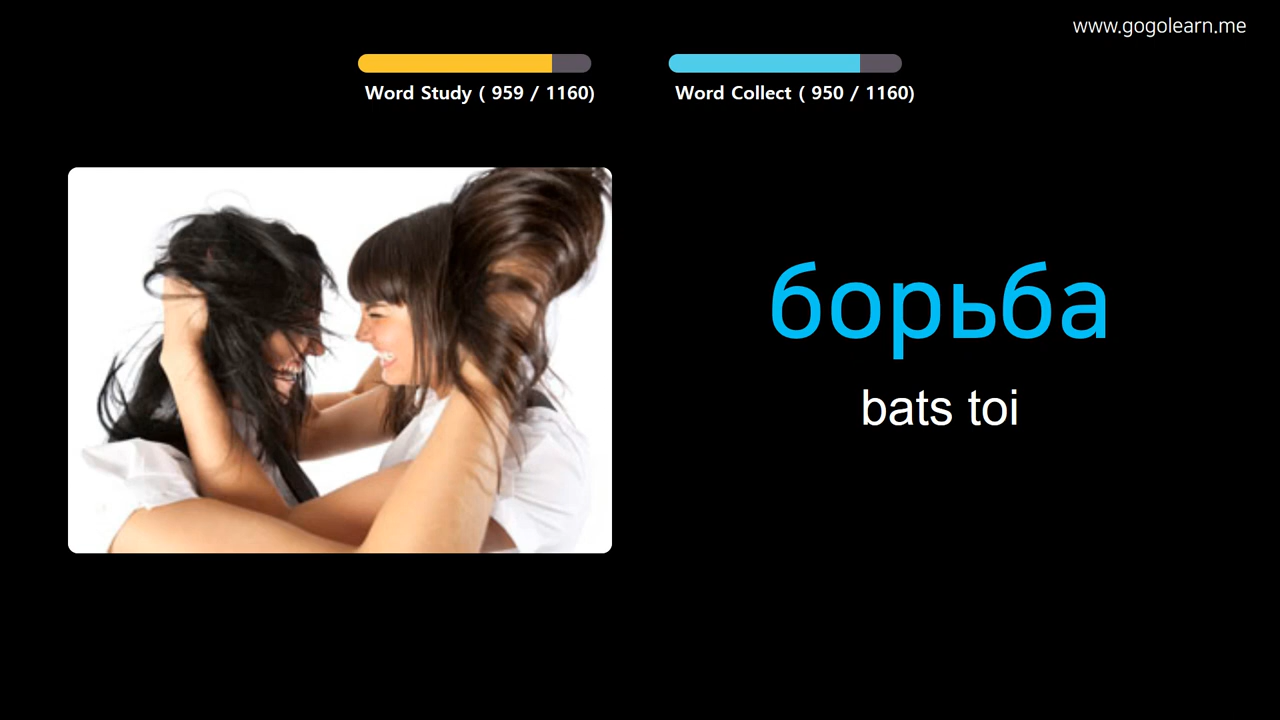 www.gogolearn.me
Word Study ( 959 / 1160)
Word Collect ( 950 / 1160)
борьба
bats toi